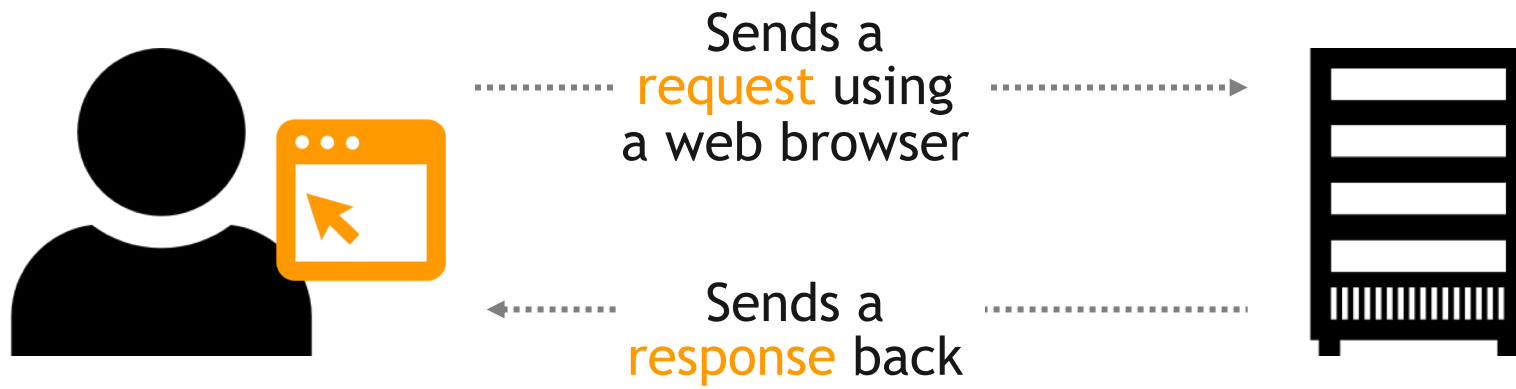 Sends a
request using
a web browser
Sends a
response back